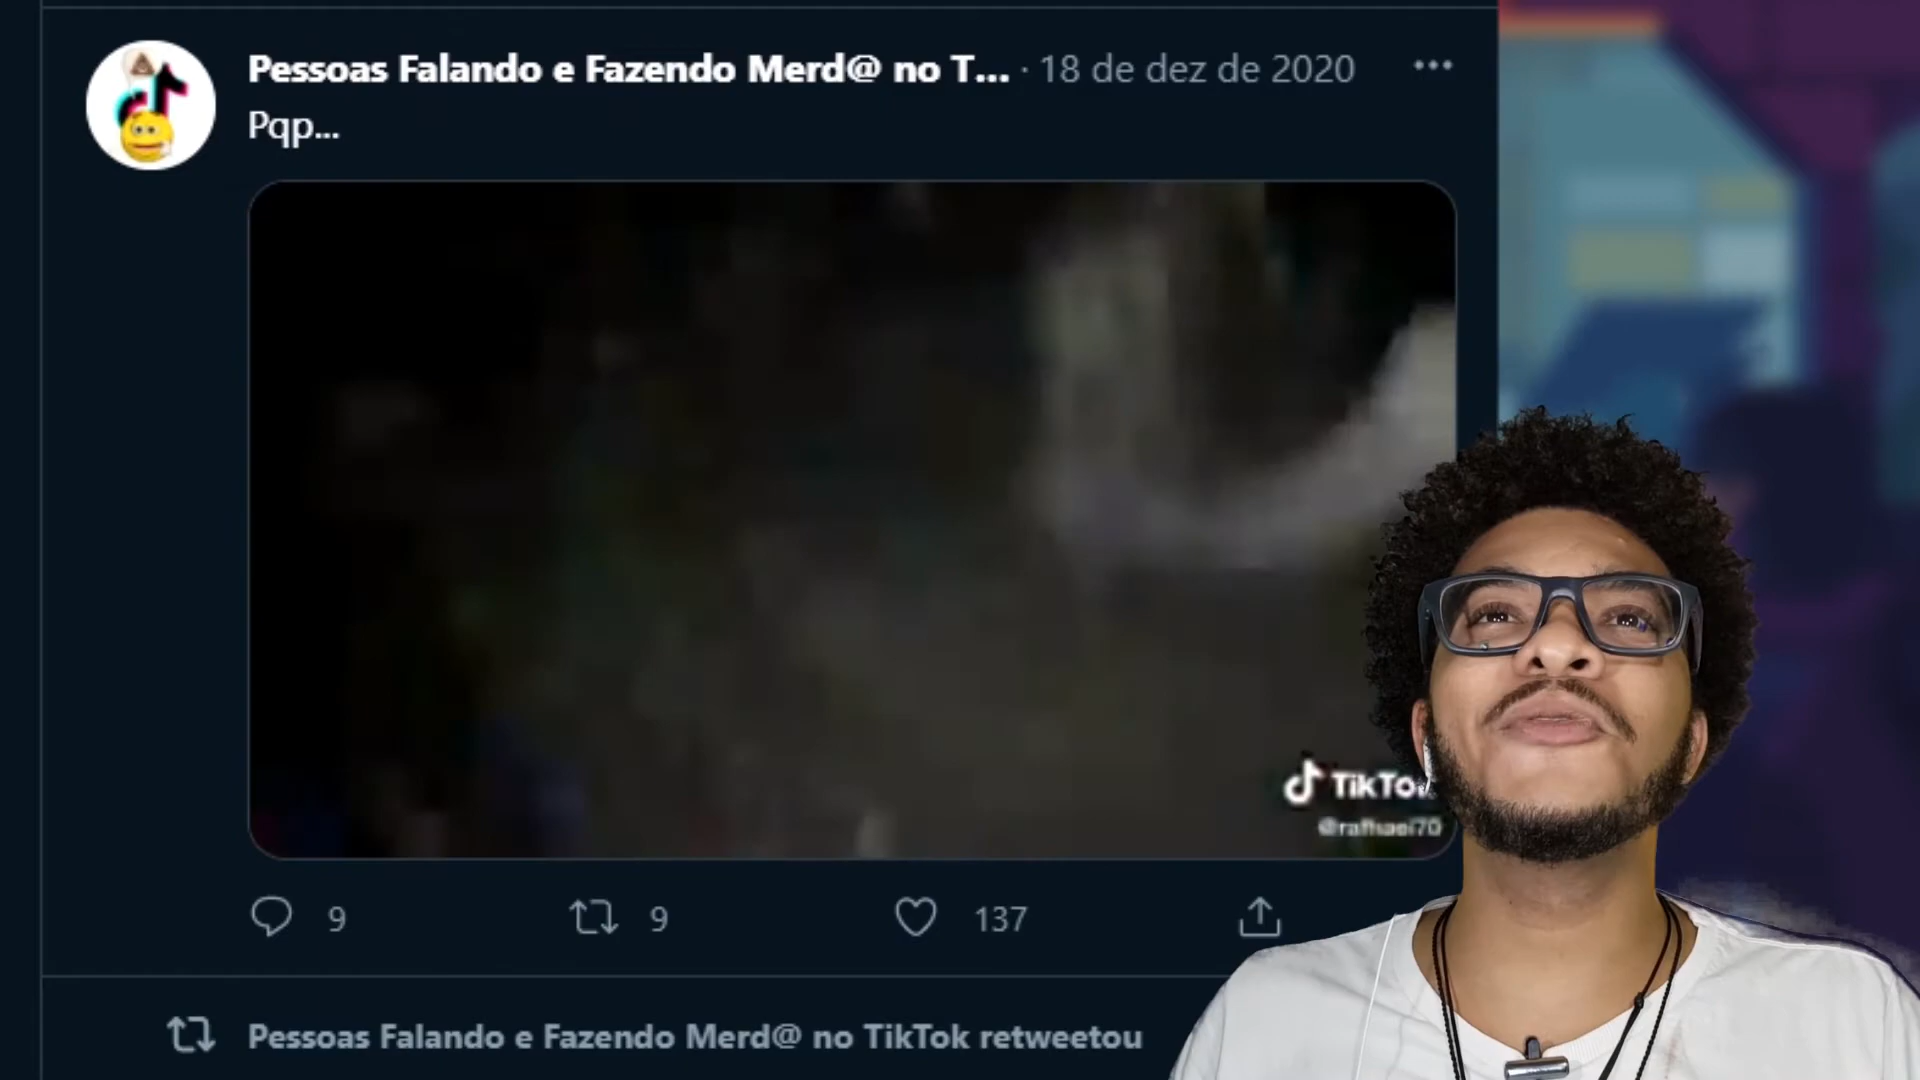 Pessoas Falando e Fazendo Merd@ no T... · 18 de dez de 2020
Pqp...
TikTok
9
9
137
Pessoas Falando e Fazendo Merd@ no TikTok retweetou